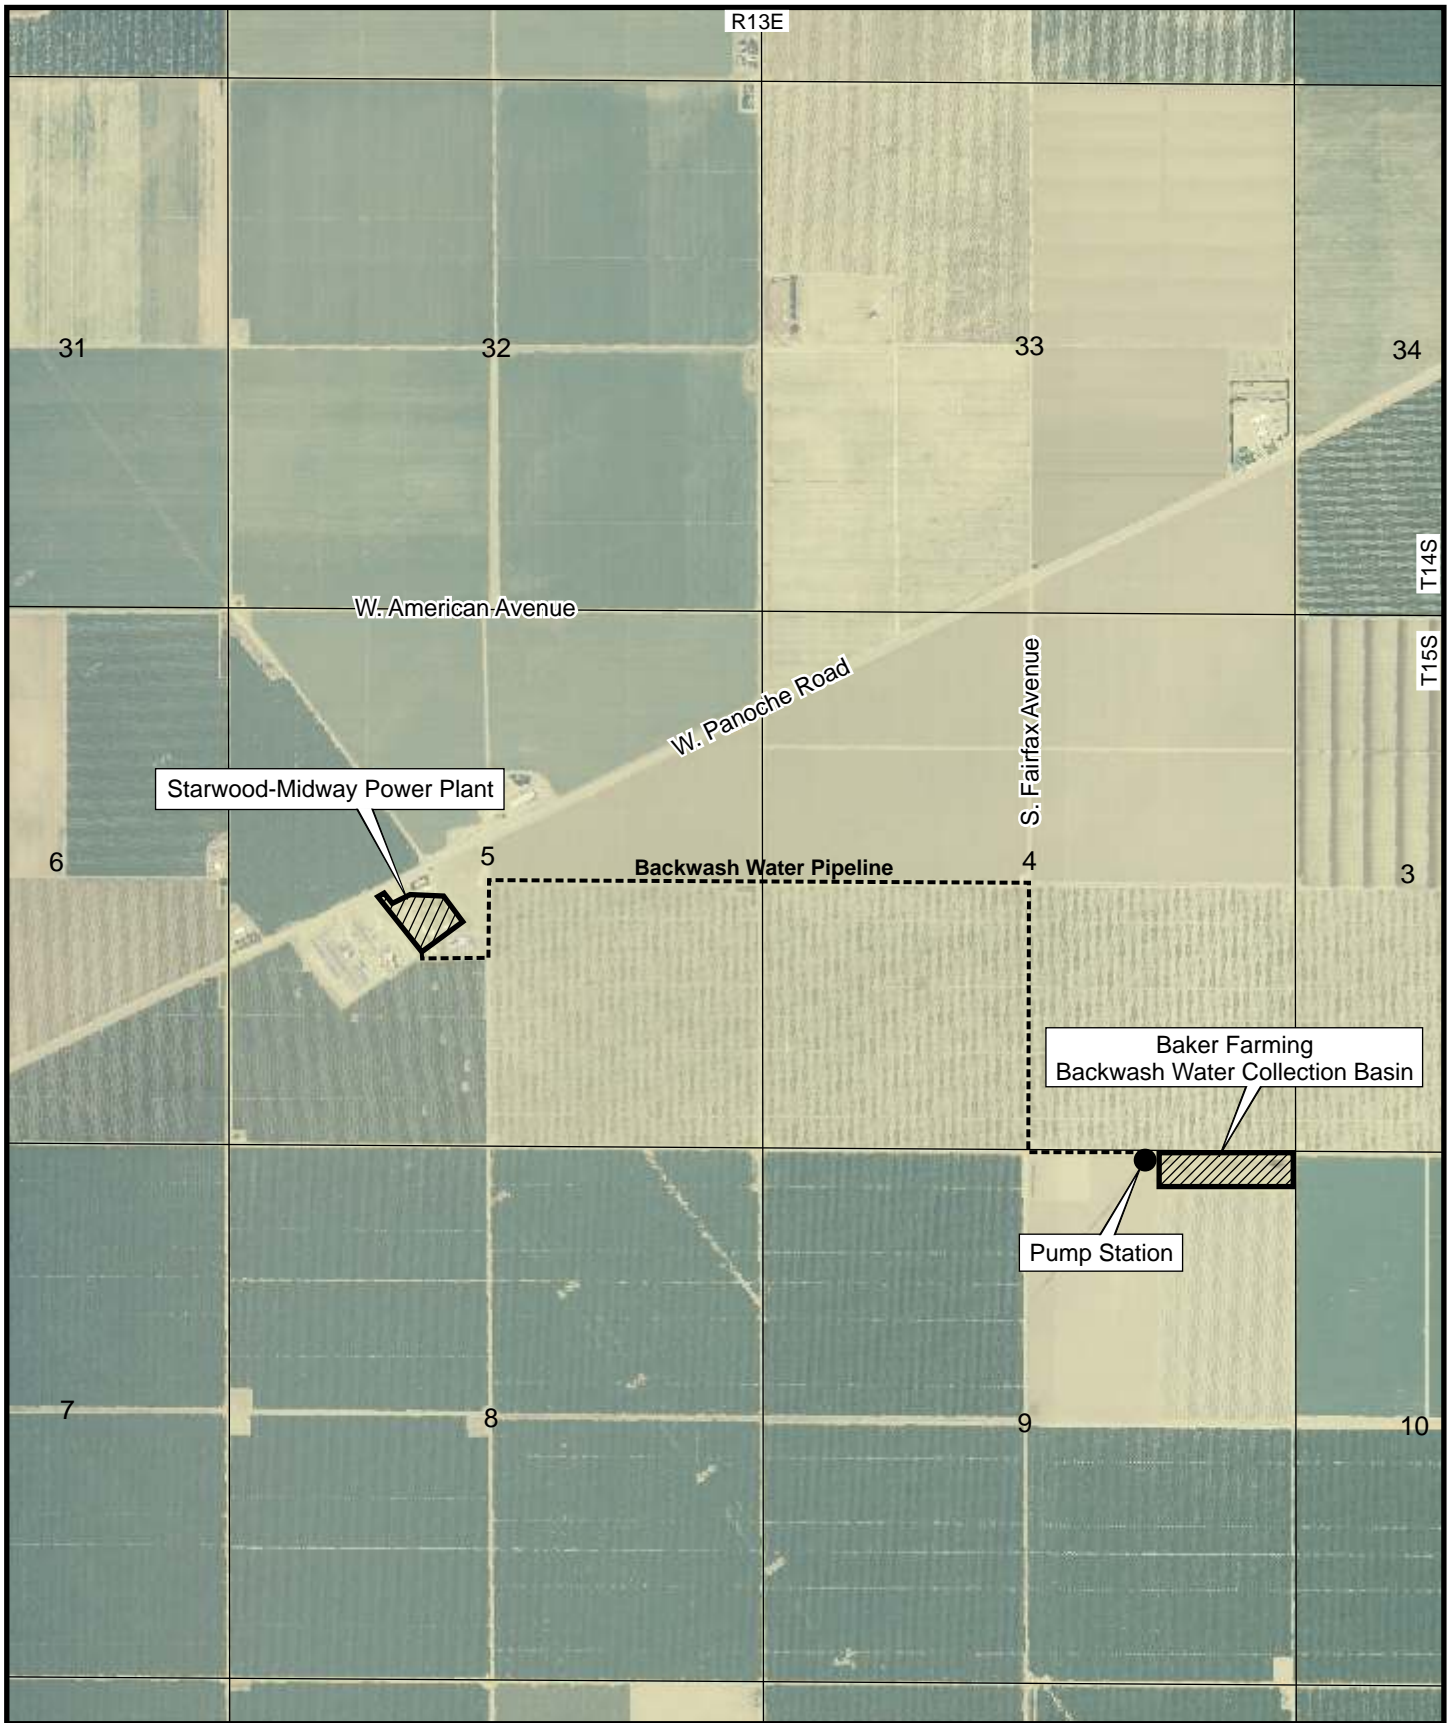 R13E
31
32
33
34
T14S
W. American Avenue
T15S
W. Panoche Road
S. Fairfax Avenue
Starwood-Midway Power Plant
6
5
Backwash Water Pipeline
4
3
Baker Farming
Backwash Water Collection Basin
Pump Station
7
8
9
10